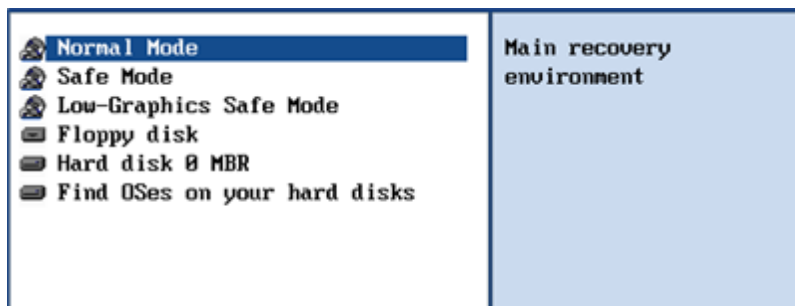 Normal Mode
Safe Mode
Low-Graphics Safe Mode
Floppy disk
Hard disk 0 MBR
Find OSes on your hard disks
Main recovery
environment